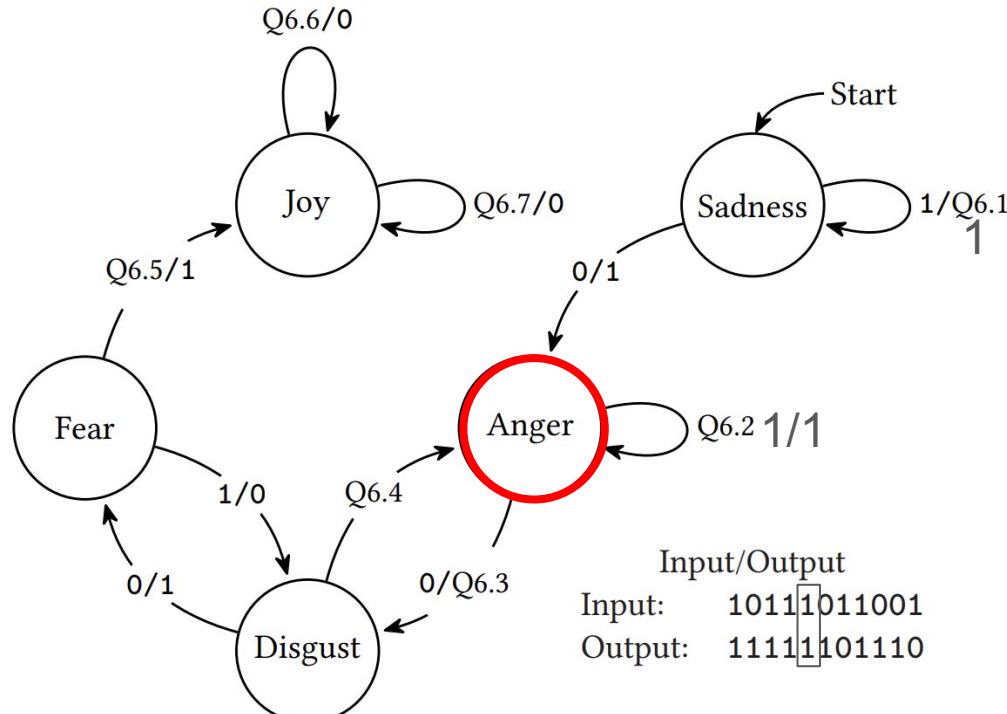 Q6.6/0
Start
Joy
Q6.7/0
Sadness
1/Q6.1
1
Q6.5/1
0/1
Fear
Anger
Q6.2 1/1
1/0
Q6.4
0/1
0/Q6.3
Disgust
Input/Output
Input: 10111011001
Output: 11111101110